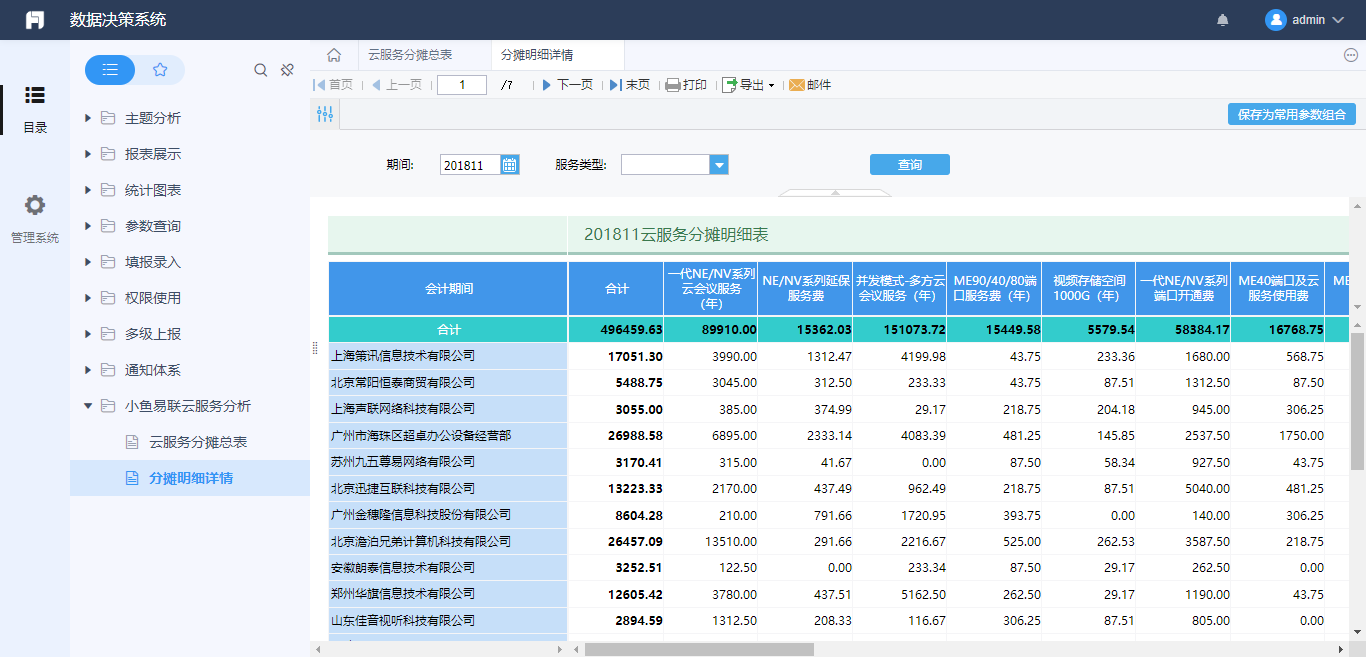 数据决策系统
admin
目录
管理系统
主题分析
报表展示
统计图表
参数查询
填报录入
权限使用
多级上报
通知体系
小鱼易联云服务分析
云服务分摊总表
分摊明细详情
云服务分摊总表 分摊明细详情
首页 上一页 1 /7 下一页 末页 打印 导出 邮件
保存为常用参数组合
期间: 201811 服务类型: 查询
201811云服务分摊明细表
会计期间 合计 一代NE/NV系列云会议服务（年） NE/NV系列延保服务费 并发模式-多方云会议服务（年） ME90/40/80端口服务费（年） 视频存储空间1000G（年） 一代NE/NV系列端口开通费 ME40端口及云服务使用费 ME
合计 496459.63 89910.00 15362.03 151073.72 15449.58 5579.54 58384.17 16768.75
上海策讯信息技术有限公司 17051.30 3990.00 1312.47 4199.98 43.75 233.36 1680.00 568.75
北京常阳恒泰商贸有限公司 5488.75 3045.00 312.50 233.33 43.75 87.51 1312.50 87.50
上海声联网络科技有限公司 3055.00 385.00 374.99 29.17 218.75 204.18 945.00 306.25
广州市海珠区超卓办公设备经营部 26988.58 6895.00 2333.14 4083.39 481.25 145.85 2537.50 1750.00
苏州九五尊易网络有限公司 3170.41 315.00 41.67 0.00 87.50 58.34 927.50 43.75
北京迅捷互联科技有限公司 13223.33 2170.00 437.49 962.49 218.75 87.51 5040.00 481.25
广州金穗隆信息科技股份有限公司 8604.28 210.00 791.66 1720.95 393.75 0.00 140.00 306.25
北京澹泊兄弟计算机科技有限公司 26457.09 13510.00 291.66 2216.67 525.00 262.53 3587.50 218.75
安徽朗泰信息技术有限公司 3252.51 122.50 0.00 233.34 87.50 29.17 262.50 0.00
郑州华旗信息技术有限公司 12605.42 3780.00 437.51 5162.50 262.50 29.17 1190.00 43.75
山东佳音视听科技有限公司 2894.59 1312.50 208.33 116.67 306.25 87.51 805.00 0.00